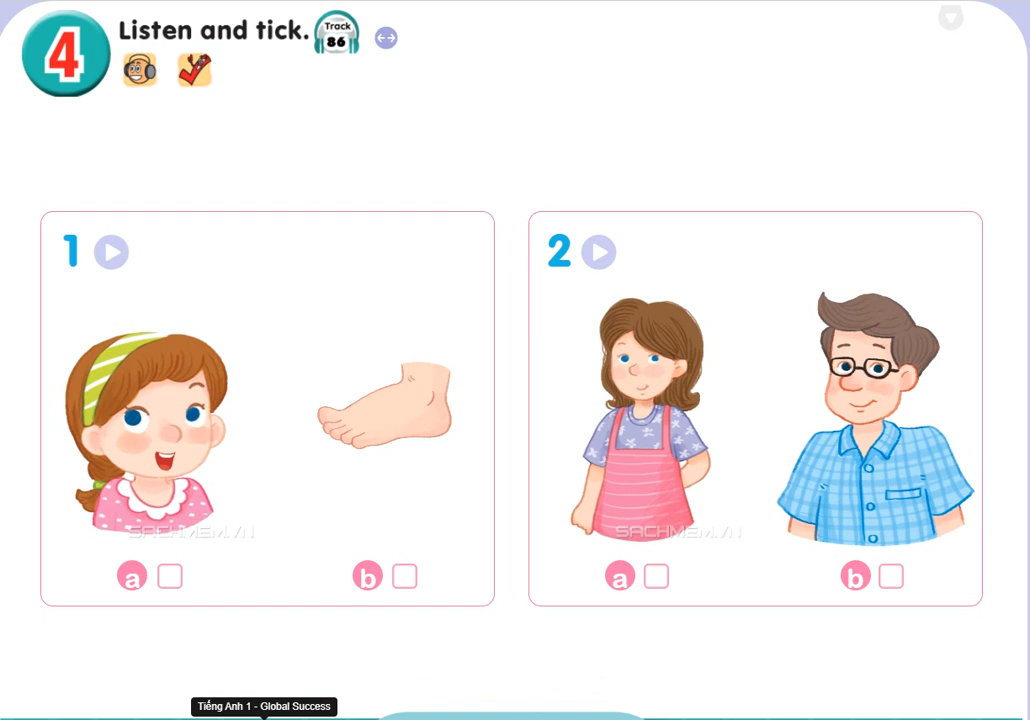 4
Listen and tick.
Track
86
1
2
SACHMEM.VN
SACHMEM.VN
a
b
a
b
Tiếng Anh 1 - Global Success